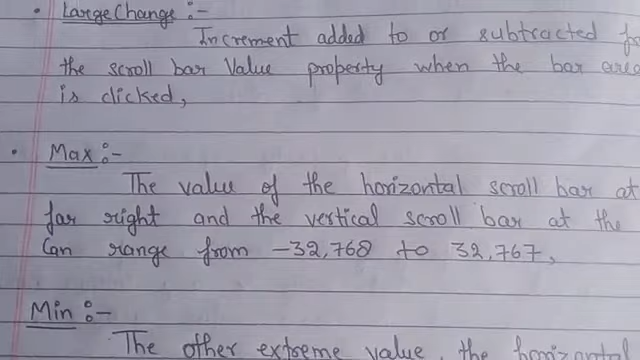 • LargeChange :-
Increment added to or subtracted
the scroll bar Value property when the bar area
is clicked,
• Max :-
The value of the horizontal scroll bar at
far right and the vertical scroll bar at the
Can range from -32,768 to 32,767,
Min :-
The other extreme value, the horizontal